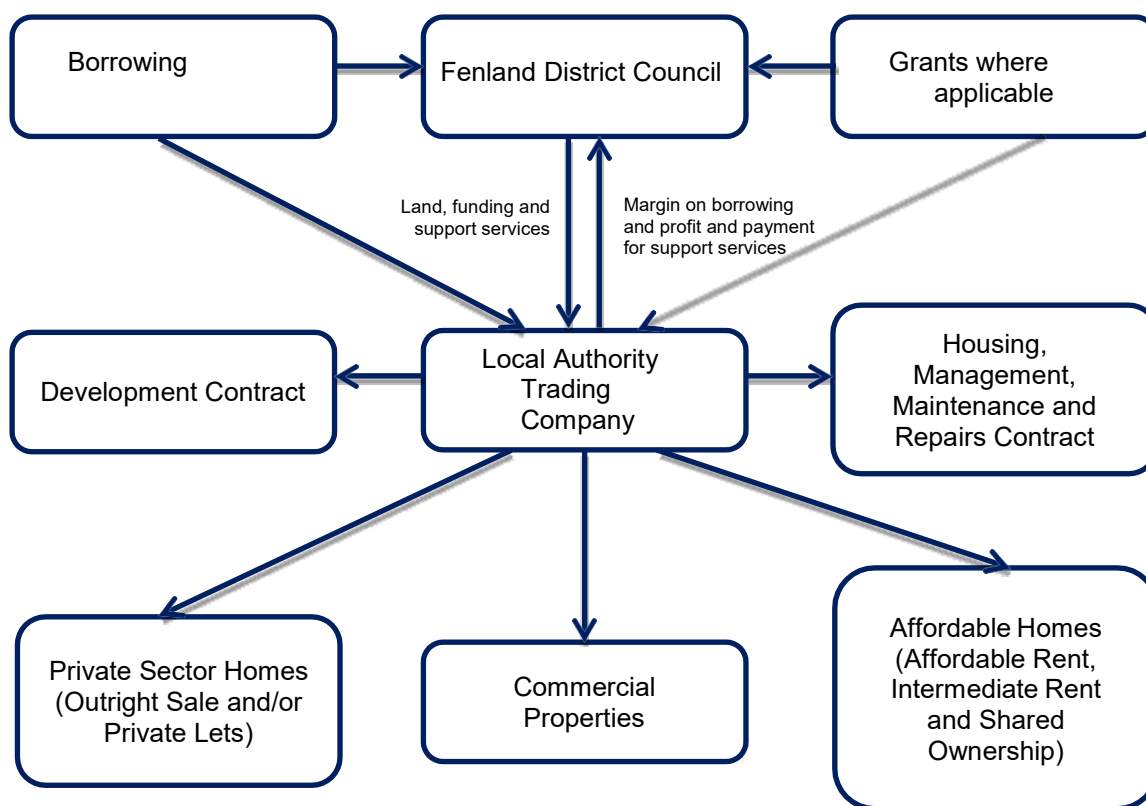 Borrowing
Fenland District Council
Grants where
applicable
Land, funding and
support services
Margin on borrowing
and profit and payment
for support services
Development Contract
Local Authority
Trading
Company
Housing,
Management,
Maintenance and
Repairs Contract
Private Sector Homes
(Outright Sale and/or
Private Lets)
Commercial
Properties
Affordable Homes
(Affordable Rent,
Intermediate Rent
and Shared
Ownership)